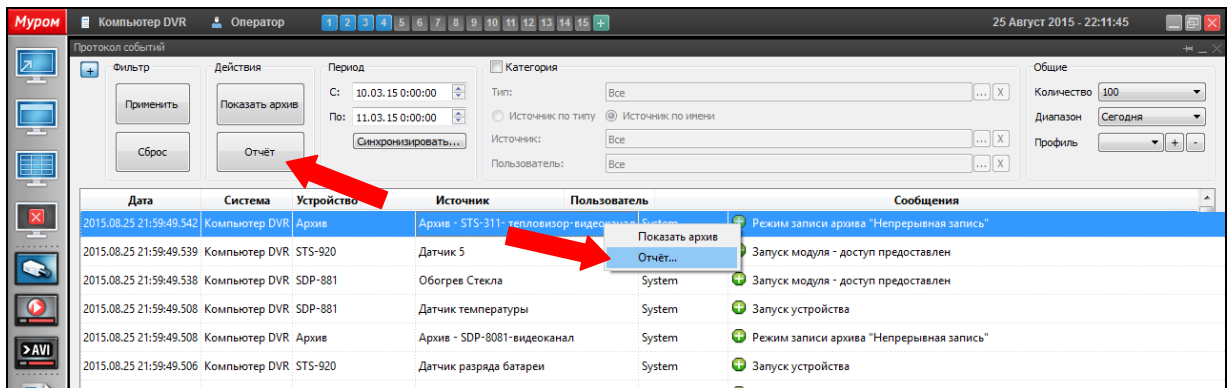 Муром Компьютер DVR Оператор 1 2 3 4 5 6 7 8 9 10 11 12 13 14 15 + 25 Август 2015 - 22:11:45
Протокол событий
+ Фильтр Действия Период Категория Общие
Применить Показать архив С: 10.03.15 0:00:00 Тип: Все ... X Количество 100
По: 11.03.15 0:00:00 Источник по типу Источник по имени Диапазон Сегодня
Сброс Отчёт Синхронизировать... Источник: Все ... X Профиль + -
Пользователь: Все ... X
Дата Система Устройство Источник Пользователь Сообщения
2015.08.25 21:59:49.542 Компьютер DVR Архив Архив - STS-311- тепловизор-видеоканал System Режим записи архива "Непрерывная запись"
Показать архив
2015.08.25 21:59:49.539 Компьютер DVR STS-920 Датчик 5 Отчёт... Запуск модуля - доступ предоставлен
2015.08.25 21:59:49.538 Компьютер DVR SDP-881 Обогрев Стекла System Запуск модуля - доступ предоставлен
2015.08.25 21:59:49.508 Компьютер DVR SDP-881 Датчик температуры System Запуск устройства
2015.08.25 21:59:49.508 Компьютер DVR Архив Архив - SDP-8081-видеоканал System Режим записи архива "Непрерывная запись"
>AVI
2015.08.25 21:59:49.506 Компьютер DVR STS-920 Датчик разряда батареи System Запуск устройства